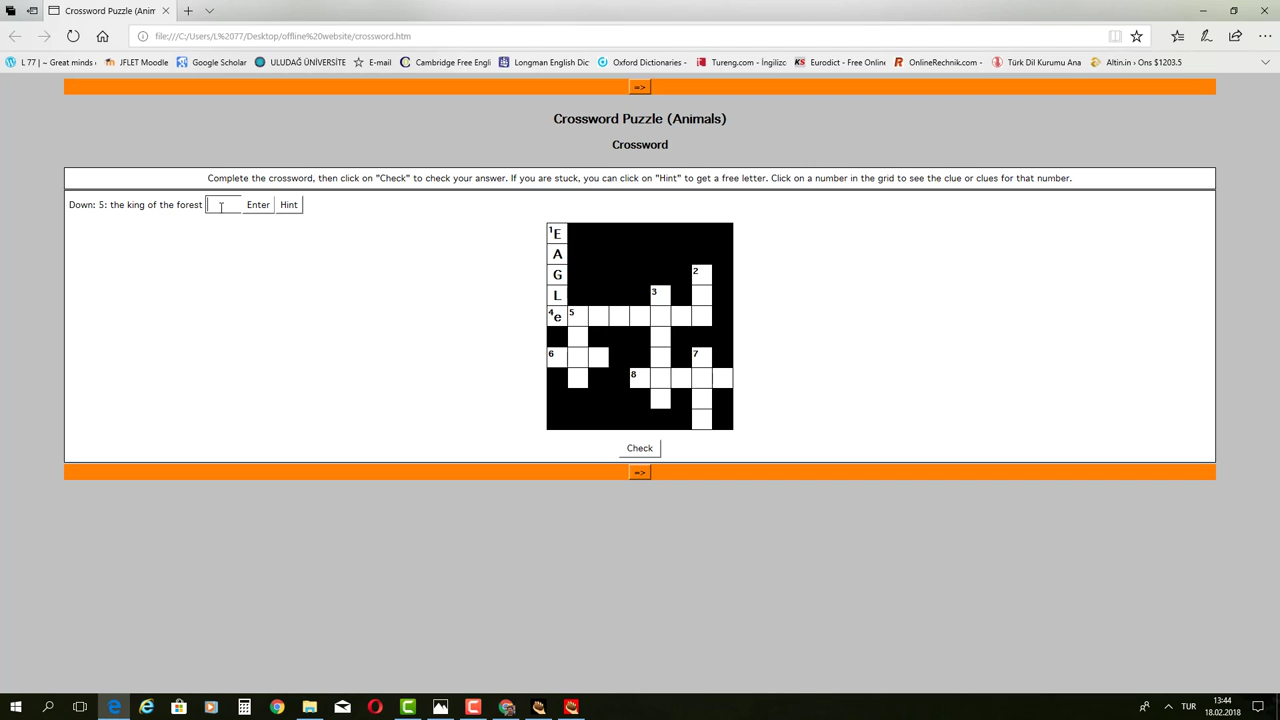 Crossword Puzzle (Anim
file:///C:/Users/L%2077/Desktop/offline%20website/crossword.htm
L 77 | ~ Great minds
JFLET Moodle
Google Scholar
ULUDAĞ ÜNİVERSİTE
E-mail
Cambridge Free Engli
Longman English Dic
Oxford Dictionaries -
Tureng.com - İngilizc
Eurodict - Free Online
OnlineRechnik.com -
Türk Dil Kurumu Ana
Altin.in › Ons $1203.5
=>
Crossword Puzzle (Animals)
Crossword
Complete the crossword, then click on "Check" to check your answer. If you are stuck, you can click on "Hint" to get a free letter. Click on a number in the grid to see the clue or clues for that number.
Down: 5: the king of the forest Enter Hint
1 E
A
G 2
L 3
4 e 5
6 7
8
Check
=>
TUR
13:44
18.02.2018